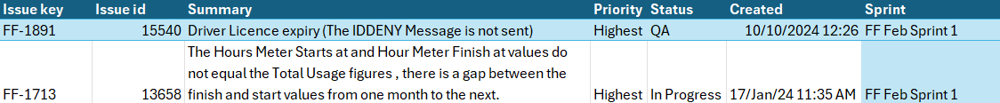 Issue key Issue id Summary Priority Status Created Sprint
FF-1891 15540 Driver Licence expiry (The IDDENY Message is not sent) Highest QA 10/10/2024 12:26 FF Feb Sprint 1
The Hours Meter Starts at and Hour Meter Finish at values do
not equal the Total Usage figures , there is a gap between the
FF-1713 13658 finish and start values from one month to the next. Highest In Progress 17/Jan/24 11:35 AM FF Feb Sprint 1